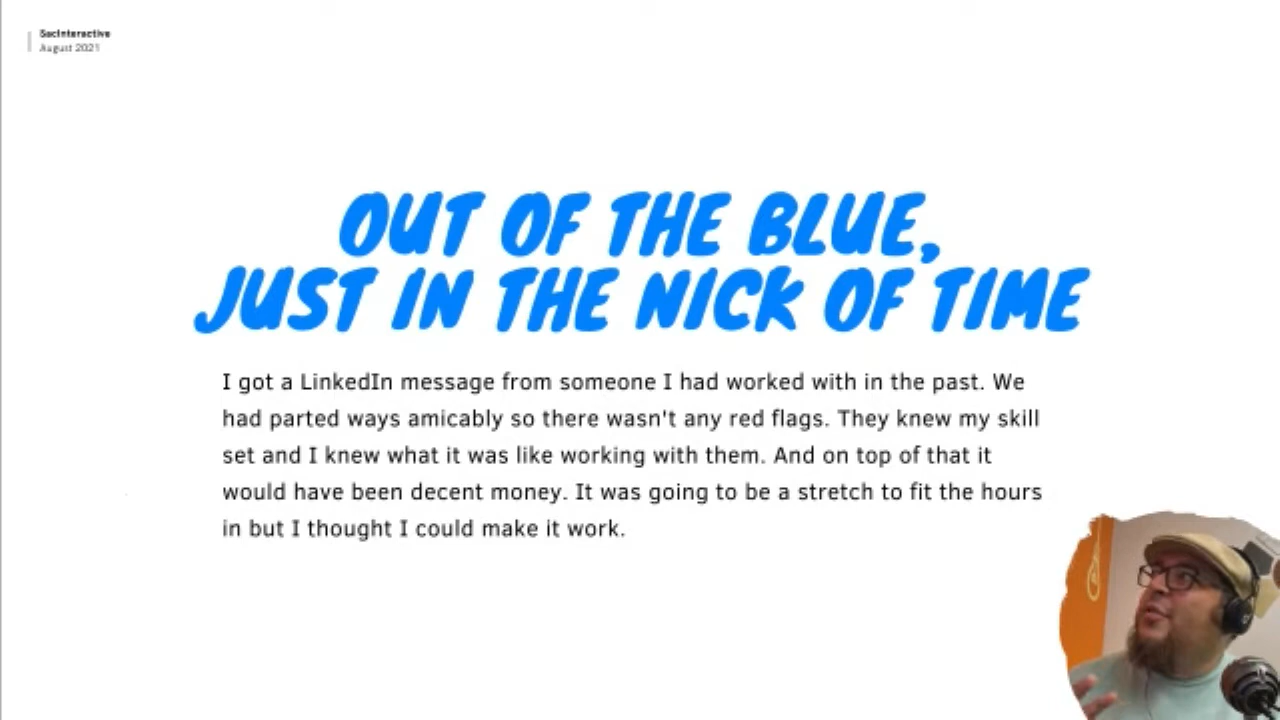 SacInteractive
August 2021
OUT OF THE BLUE,
JUST IN THE NICK OF TIME
I got a LinkedIn message from someone I had worked with in the past. We
had parted ways amicably so there wasn't any red flags. They knew my skill
set and I knew what it was like working with them. And on top of that it
would have been decent money. It was going to be a stretch to fit the hours
in but I thought I could make it work.